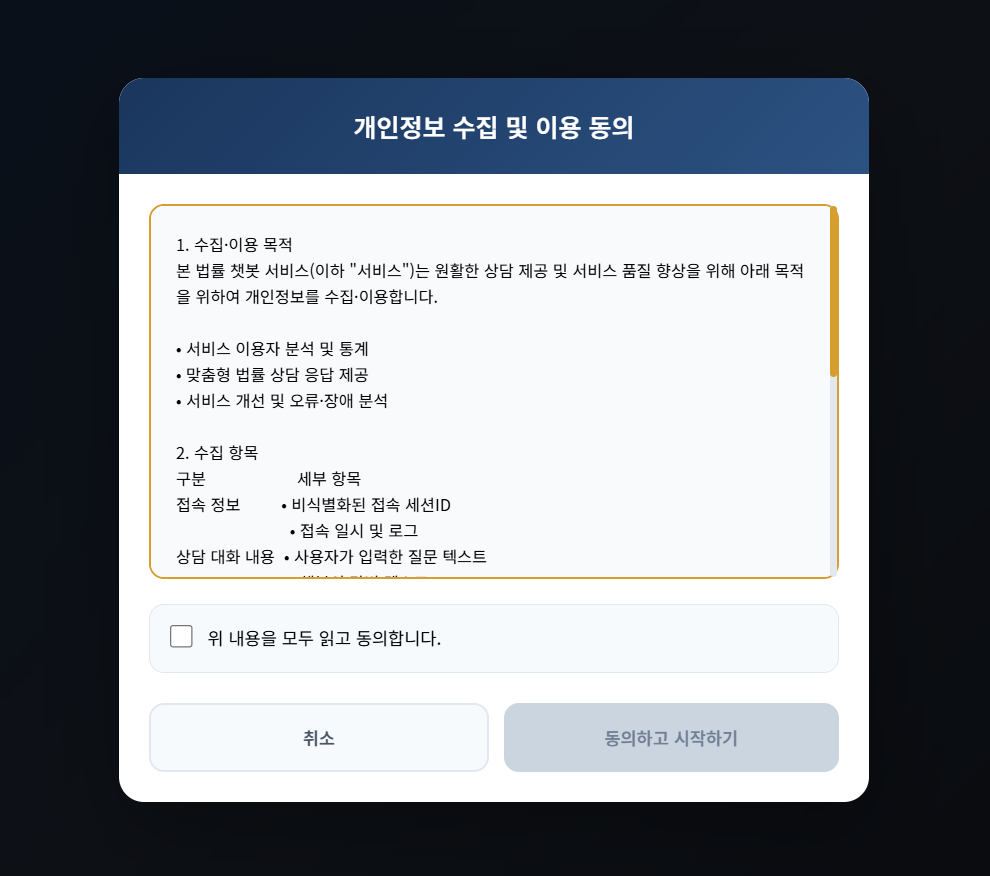 개인정보 수집 및 이용 동의
1. 수집·이용 목적
본 법률 챗봇 서비스(이하 "서비스")는 원활한 상담 제공 및 서비스 품질 향상을 위해 아래 목적
을 위하여 개인정보를 수집·이용합니다.
• 서비스 이용자 분석 및 통계
• 맞춤형 법률 상담 응답 제공
• 서비스 개선 및 오류·장애 분석
2. 수집 항목
구분 세부 항목
접속 정보 • 비식별화된 접속 세션ID
• 접속 일시 및 로그
상담 대화 내용 • 사용자가 입력한 질문 텍스트
위 내용을 모두 읽고 동의합니다.
취소
동의하고 시작하기